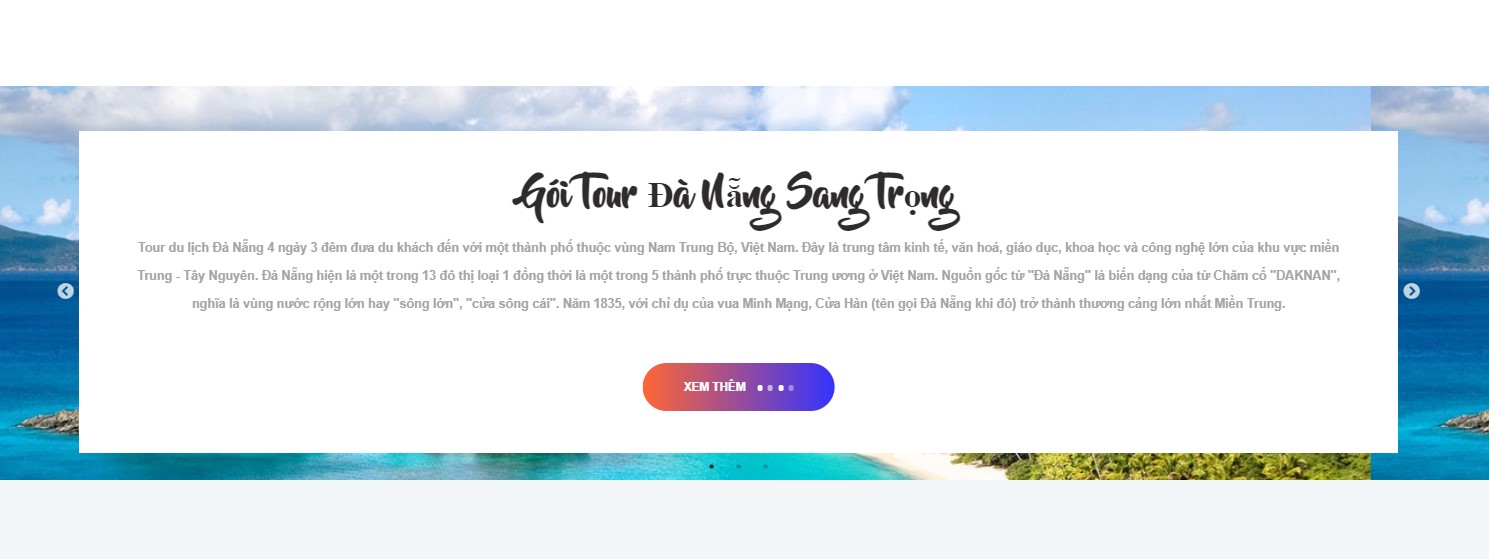 Gói Tour Đà Nẵng Sang Trọng
Tour du lịch Đà Nẵng 4 ngày 3 đêm đưa du khách đến với một thành phố thuộc vùng Nam Trung Bộ, Việt Nam. Đây là trung tâm kinh tế, văn hoá, giáo dục, khoa học và công nghệ lớn của khu vực miền
Trung - Tây Nguyên. Đà Nẵng hiện là một trong 13 đô thị loại 1 đồng thời là một trong 5 thành phố trực thuộc Trung ương ở Việt Nam. Nguồn gốc từ "Đà Nẵng" là biến dạng của từ Chăm cổ "DAKNAN",
nghĩa là vùng nước rộng lớn hay "sông lớn", "cửa sông cái". Năm 1835, với chỉ dụ của vua Minh Mạng, Cửa Hàn (tên gọi Đà Nẵng khi đó) trở thành thương cảng lớn nhất Miền Trung.
XEM THÊM